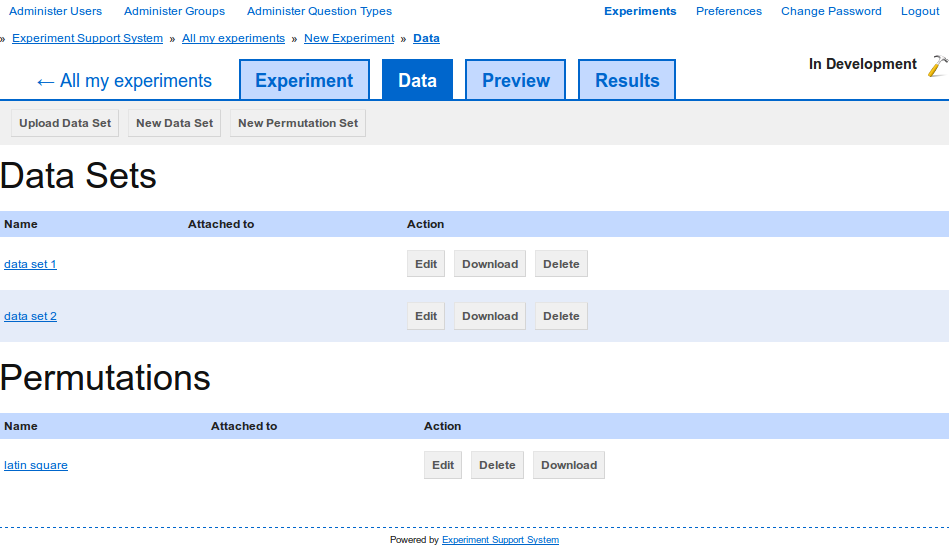 Administer Users Administer Groups Administer Question Types Experiments Preferences Change Password Logout
» Experiment Support System » All my experiments » New Experiment » Data
← All my experiments Experiment Data Preview Results In Development
Upload Data Set New Data Set New Permutation Set
Data Sets
Name Attached to Action
data set 1 Edit Download Delete
data set 2 Edit Download Delete
Permutations
Name Attached to Action
latin square Edit Delete Download
Powered by Experiment Support System